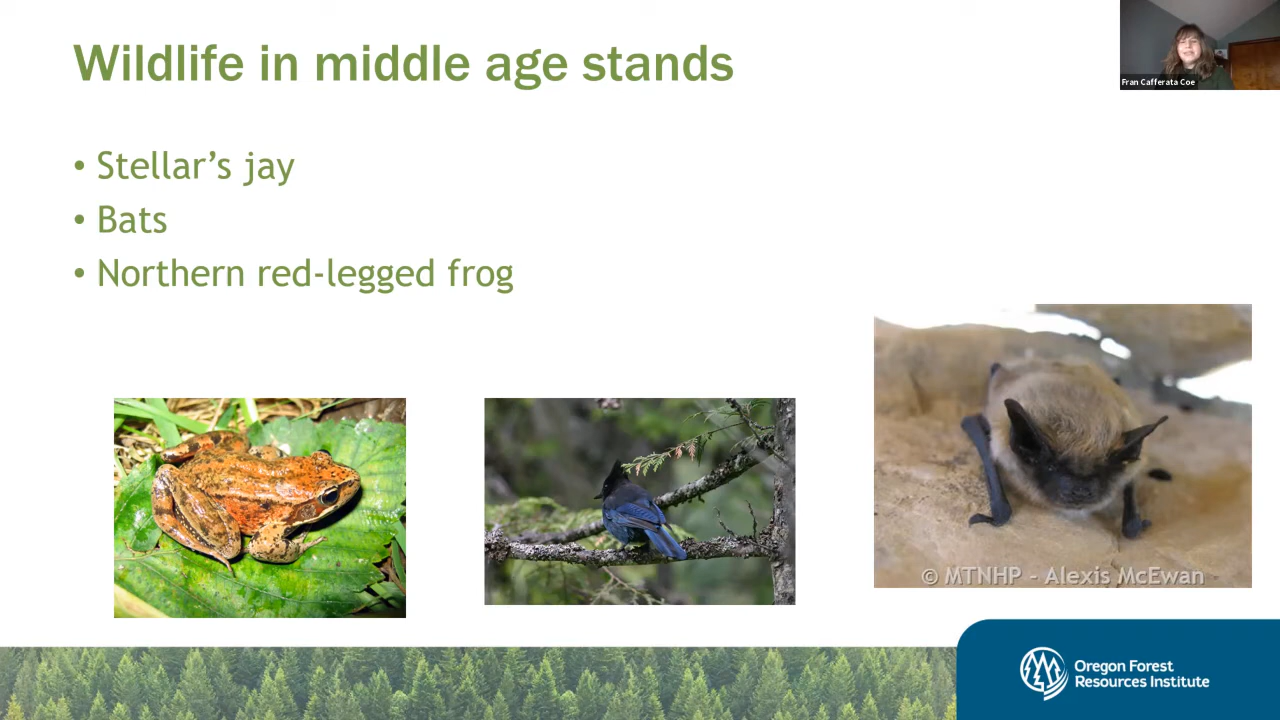 Wildlife in middle age stands
Fran Cafferata Coe
• Stellar’s jay
• Bats
• Northern red-legged frog
© MTNHP - Alexis McEwan
Oregon Forest
Resources Institute